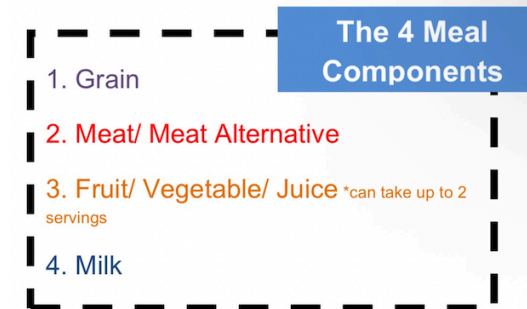 The 4 Meal
Components
1. Grain
2. Meat/ Meat Alternative
3. Fruit/ Vegetable/ Juice *can take up to 2
servings
4. Milk